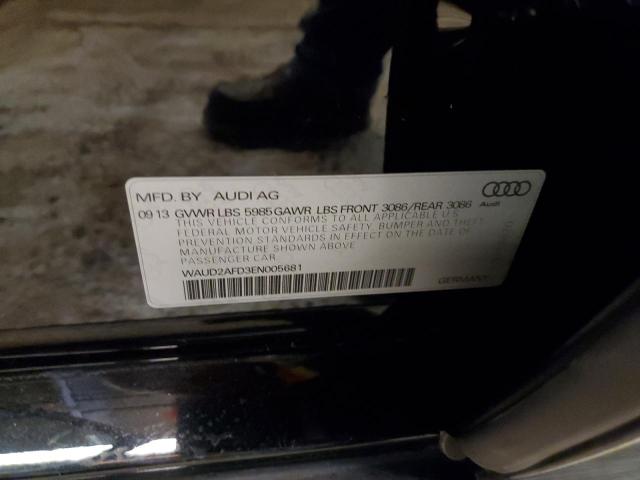 MFD. BY AUDI AG
Audi
09 13 GVWR LBS 5985 GAWR LBS FRONT 3086/REAR 3086
THIS VEHICLE CONFORMS TO ALL APPLICABLE U.S.
FEDERAL MOTOR VEHICLE SAFETY, BUMPER AND THEFT
PREVENTION STANDARDS IN EFFECT ON THE DATE OF
MANUFACTURE SHOWN ABOVE
PASSENGER CAR
WAUD2AFD3EN005681
GERMANY